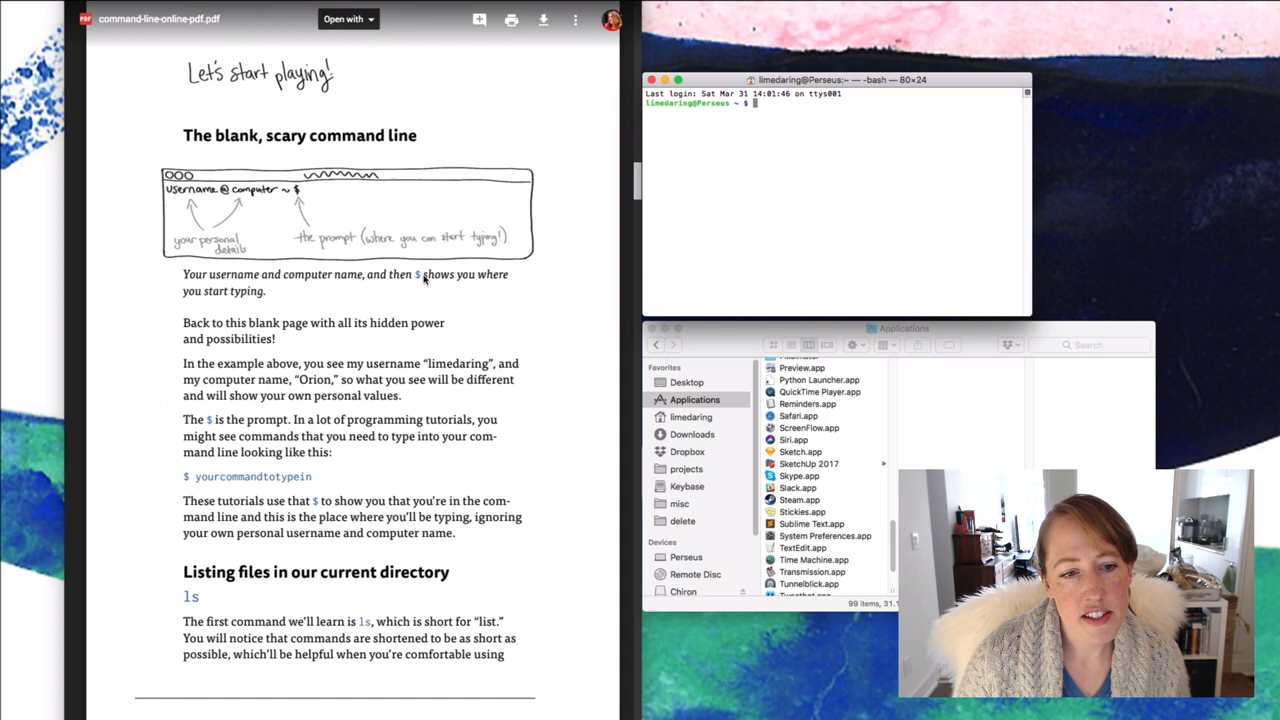 command-line-online-pdf.pdf
Open with
Let's start playing!
The blank, scary command line
username @ computer ~ $
your personal details
the prompt (where you can start typing!)
Your username and computer name, and then $ shows you where
you start typing.
Back to this blank page with all its hidden power
and possibilities!
In the example above, you see my username “limedaring”, and
my computer name, “Orion,” so what you see will be different
and will show your own personal values.
The $ is the prompt. In a lot of programming tutorials, you
might see commands that you need to type into your com-
mand line looking like this:
$ yourcommandtotypein
These tutorials use that $ to show you that you’re in the com-
mand line and this is the place where you’ll be typing, ignoring
your own personal username and computer name.
Listing files in our current directory
ls
The first command we’ll learn is ls, which is short for “list.”
You will notice that commands are shortened to be as short as
possible, which’ll be helpful when you’re comfortable using
limedaring@Perseus:~ — -bash — 80×24
Last login: Sat Mar 31 14:01:46 on ttys001
limedaring@Perseus ~ $
Applications
Search
Favorites
Desktop
Applications
limedaring
Downloads
Dropbox
projects
Keybase
misc
delete
Devices
Perseus
Remote Disc
Chiron
Preview.app
Python Launcher.app
QuickTime Player.app
Reminders.app
Safari.app
ScreenFlow.app
Siri.app
Sketch.app
SketchUp 2017
Skype.app
Slack.app
Steam.app
Stickies.app
Sublime Text.app
System Preferences.app
TextEdit.app
Time Machine.app
Transmission.app
Tunnelblick.app
99 items, 31.1